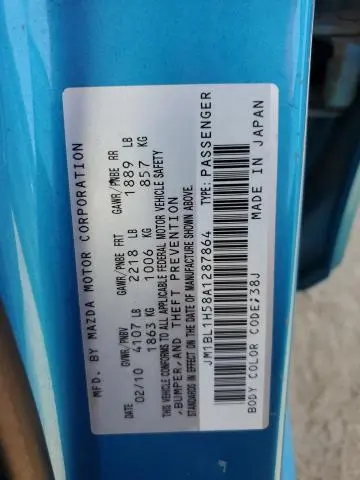 MFD. BY MAZDA MOTOR CORPORATION
DATE GVWR/PNBV GAWR/PNBE FRT GAWR/PNBE RR
02/10 4107 LB 2218 LB 1889 LB
1863 KG 1006 KG 857 KG
THIS VEHICLE CONFORMS TO ALL APPLICABLE FEDERAL MOTOR VEHICLE SAFETY
,BUMPER,AND THEFT PREVENTION
STANDARDS IN EFFECT ON THE DATE OF MANUFACTURE SHOWN ABOVE.
JM1BL1H58A1287864 TYPE:PASSENGER
BODY COLOR CODE;38J MADE IN JAPAN